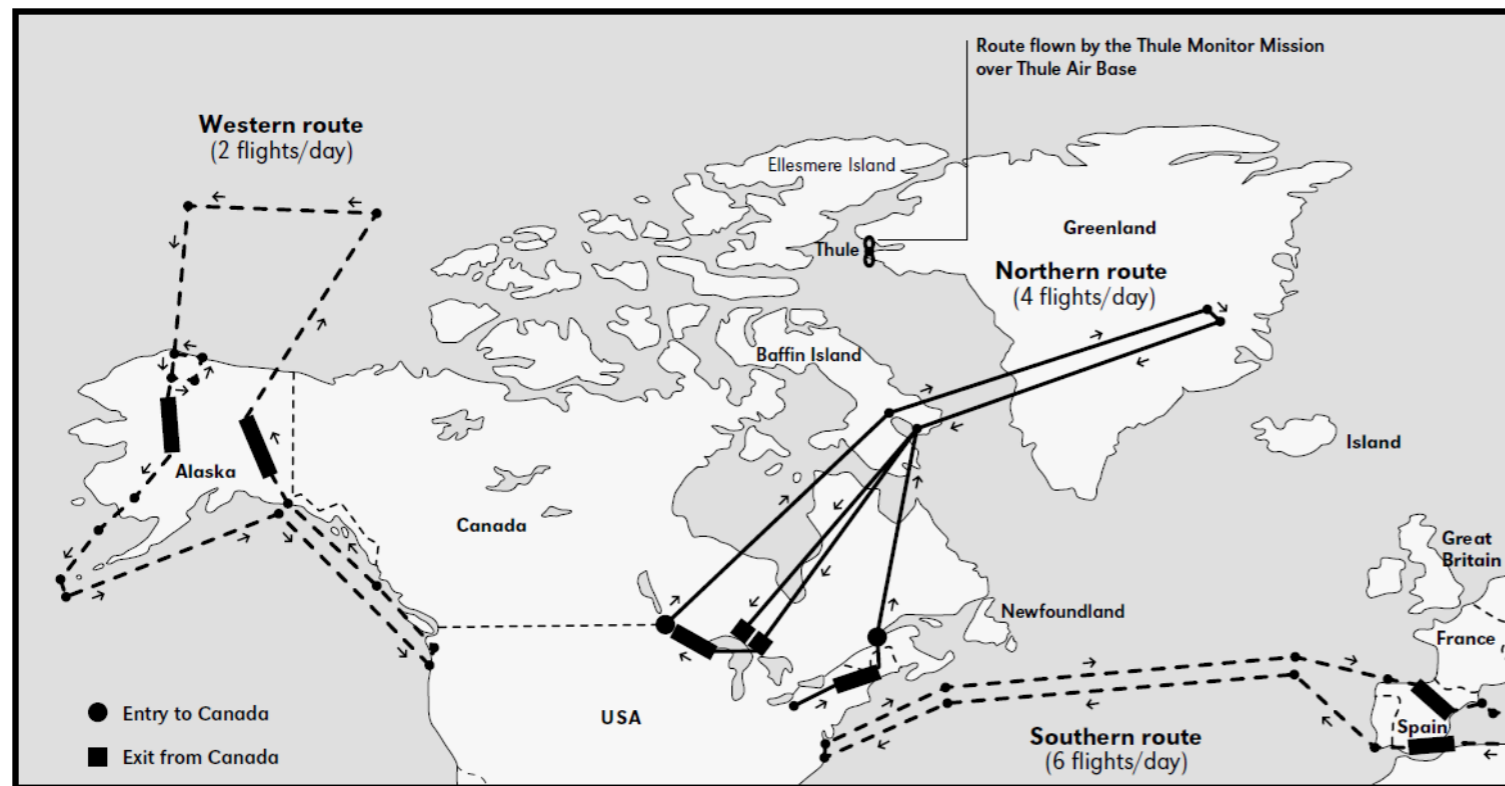 Route flown by the Thule Monitor Mission
over Thule Air Base
Western route
(2 flights/day)
Ellesmere Island
Greenland
Thule
Northern route
(4 flights/day)
Baffin Island
Island
Alaska
Canada
Great
Britain
Newfoundland
France
Entry to Canada
USA
Spain
Southern route
(6 flights/day)
Exit from Canada